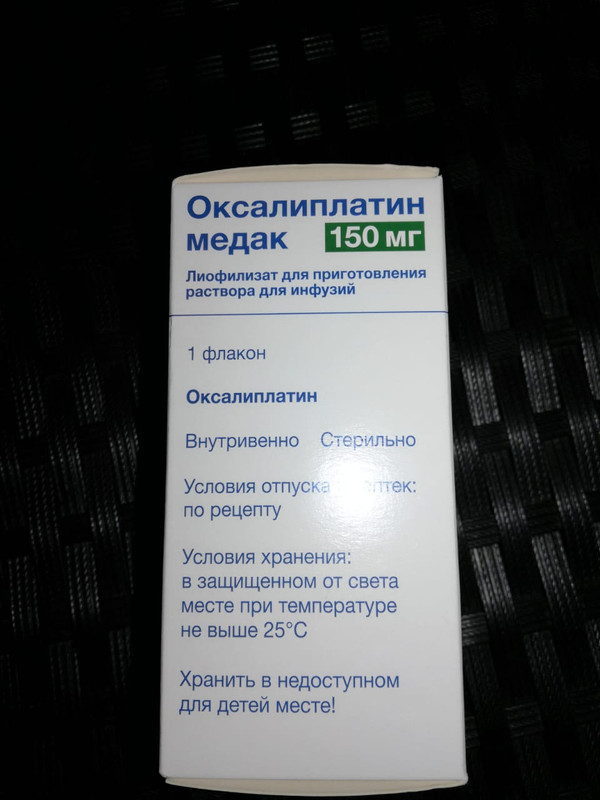 Оксалиплатин
медак 150 мг
Лиофилизат для приготовления
раствора для инфузий
1 флакон
Оксалиплатин
Внутривенно Стерильно
Условия отпуска
по рецепту
Условия хранения:
в защищенном от света
месте при температуре
не выше 25°C
Хранить в недоступном
для детей месте!